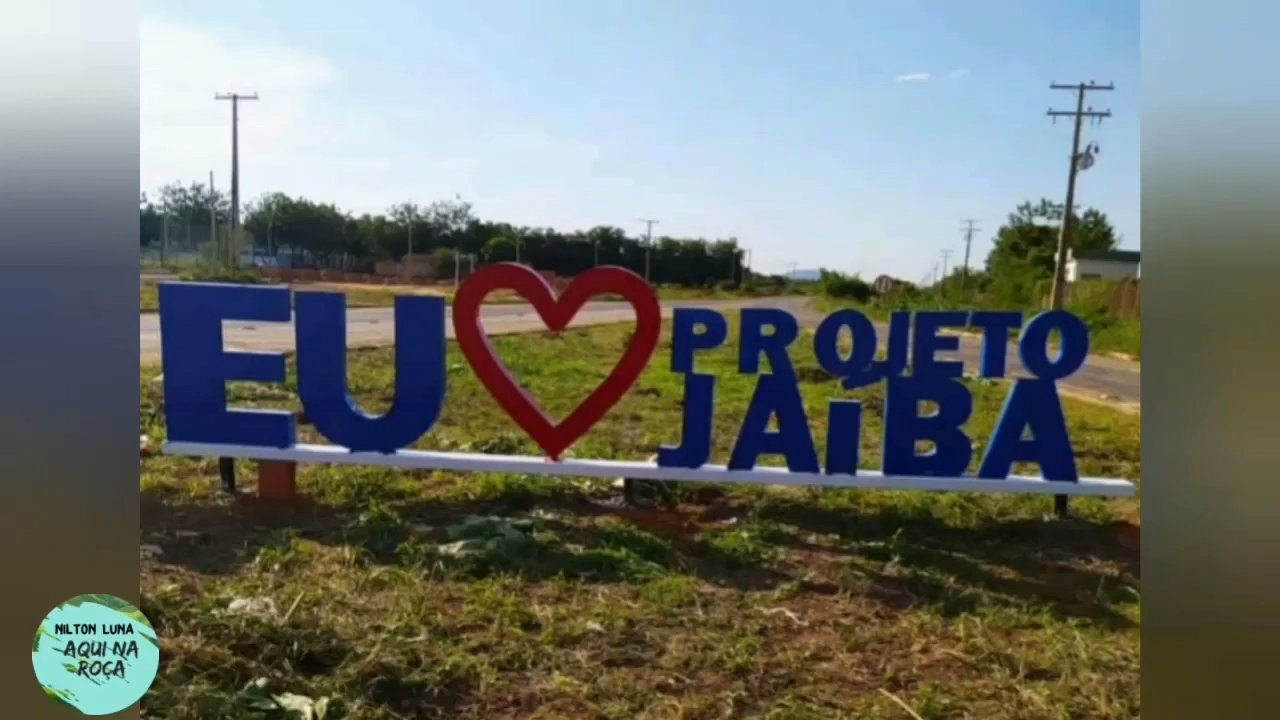 EU PROJETO
JAÍBA
NILTON LUNA
AQUI NA
ROÇA